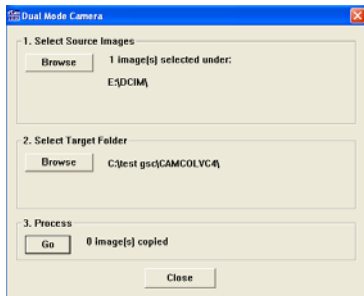 Dual Mode Camera
1. Select Source Images
Browse
1 image(s) selected under:
E:\DCIM\
2. Select Target Folder
Browse
C:\test gsc\CAMCOLVC4\
3. Process
Go
0 image(s) copied
Close